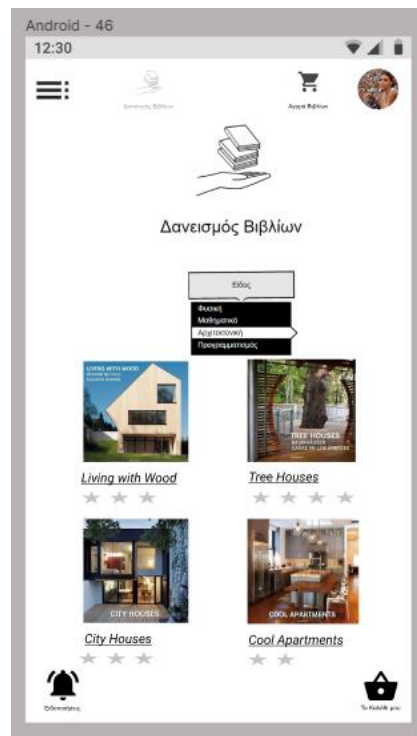 Android - 46
12:30
Δανεισμός Βιβλίων
Αγορά Βιβλίων
Δανεισμός Βιβλίων
Είδος
Φυσική
Μαθηματικά
Αρχιτεκτονική
Προγραμματισμός
LIVING WITH WOOD
TREE HOUSES
Living with Wood
Tree Houses
CITY HOUSES
COOL APARTMENTS
City Houses
Cool Apartments
Ειδοποιήσεις
Το Καλάθι μου